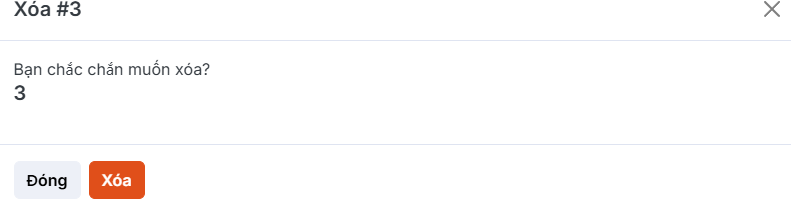 Xóa #3
Bạn chắc chắn muốn xóa?
3
Đóng Xóa